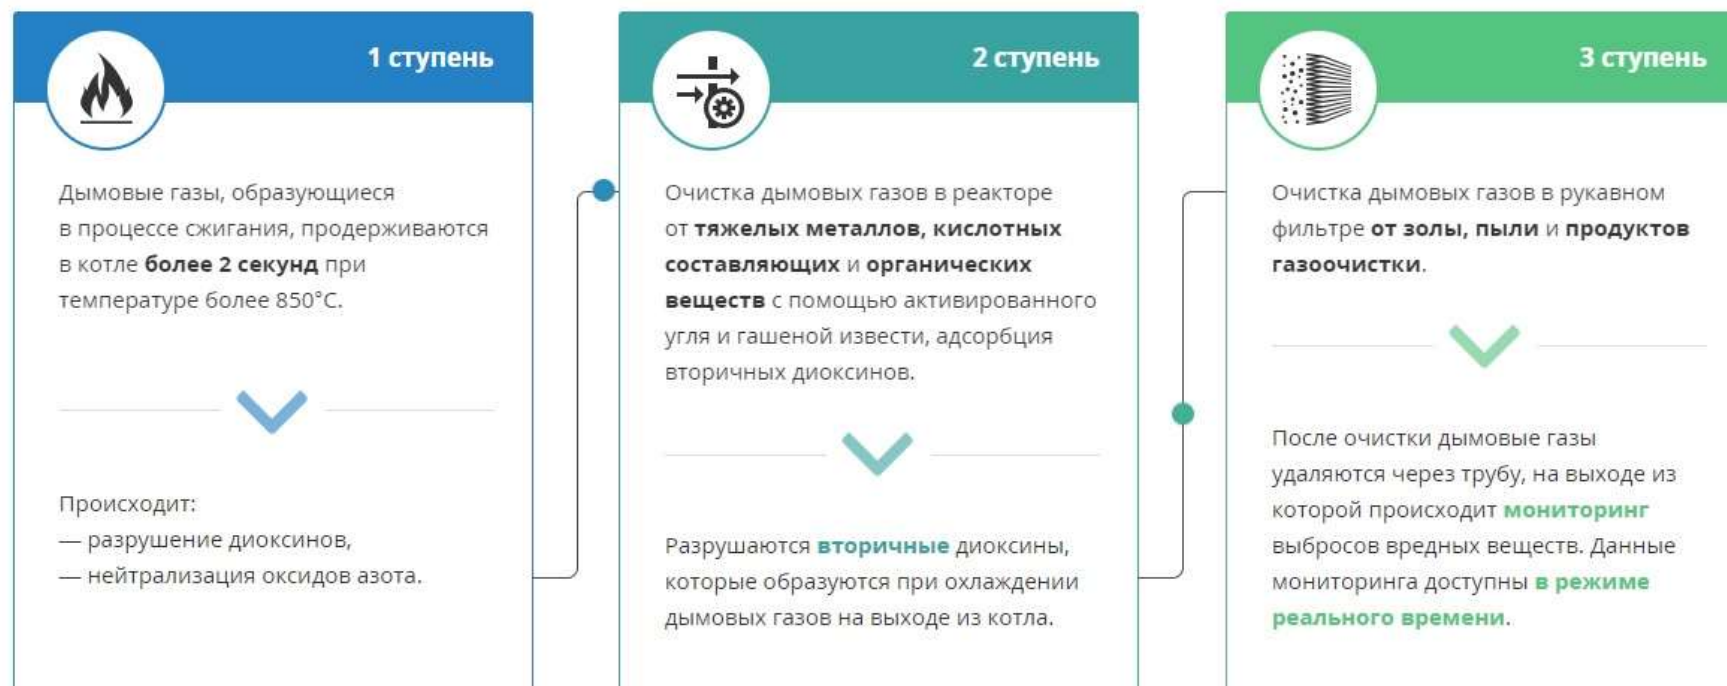 1 ступень
Дымовые газы, образующиеся
в процессе сжигания, продерживаются
в котле более 2 секунд при
температуре более 850°C.
Происходит:
— разрушение диоксинов,
— нейтрализация оксидов азота.
2 ступень
Очистка дымовых газов в реакторе
от тяжелых металлов, кислотных
составляющих и органических
веществ с помощью активированного
угля и гашеной извести, адсорбция
вторичных диоксинов.
Разрушаются вторичные диоксины,
которые образуются при охлаждении
дымовых газов на выходе из котла.
3 ступень
Очистка дымовых газов в рукавном
фильтре от золы, пыли и продуктов
газоочистки.
После очистки дымовые газы
удаляются через трубу, на выходе из
которой происходит мониторинг
выбросов вредных веществ. Данные
мониторинга доступны в режиме
реального времени.